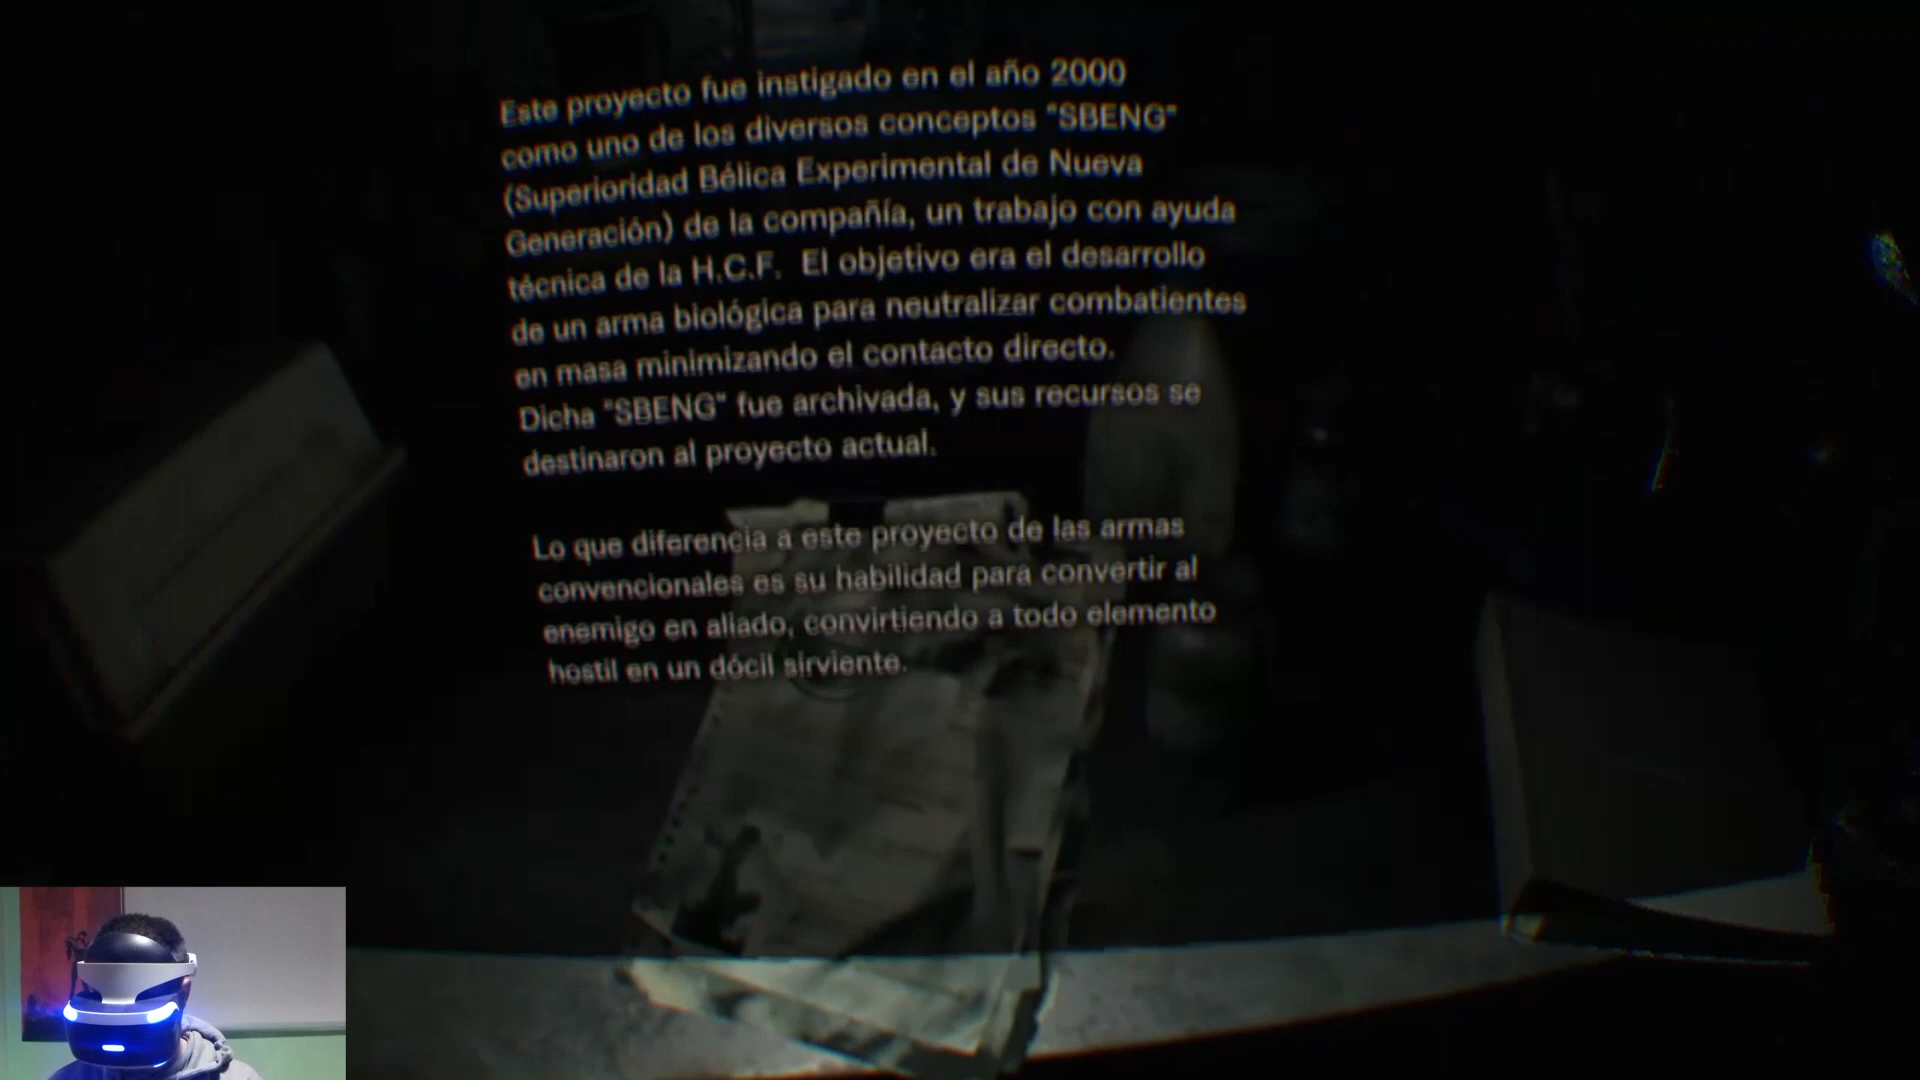 Este proyecto fue instigado en el año 2000
como uno de los diversos conceptos "SBENG"
(Superioridad Bélica Experimental de Nueva
Generación) de la compañía, un trabajo con ayuda
técnica de la H.C.F. El objetivo era el desarrollo
de un arma biológica para neutralizar combatientes
en masa minimizando el contacto directo.
Dicha "SBENG" fue archivada, y sus recursos se
destinaron al proyecto actual.
Lo que diferencia a este proyecto de las armas
convencionales es su habilidad para convertir al
enemigo en aliado, convirtiendo a todo elemento
hostil en un dócil sirviente.